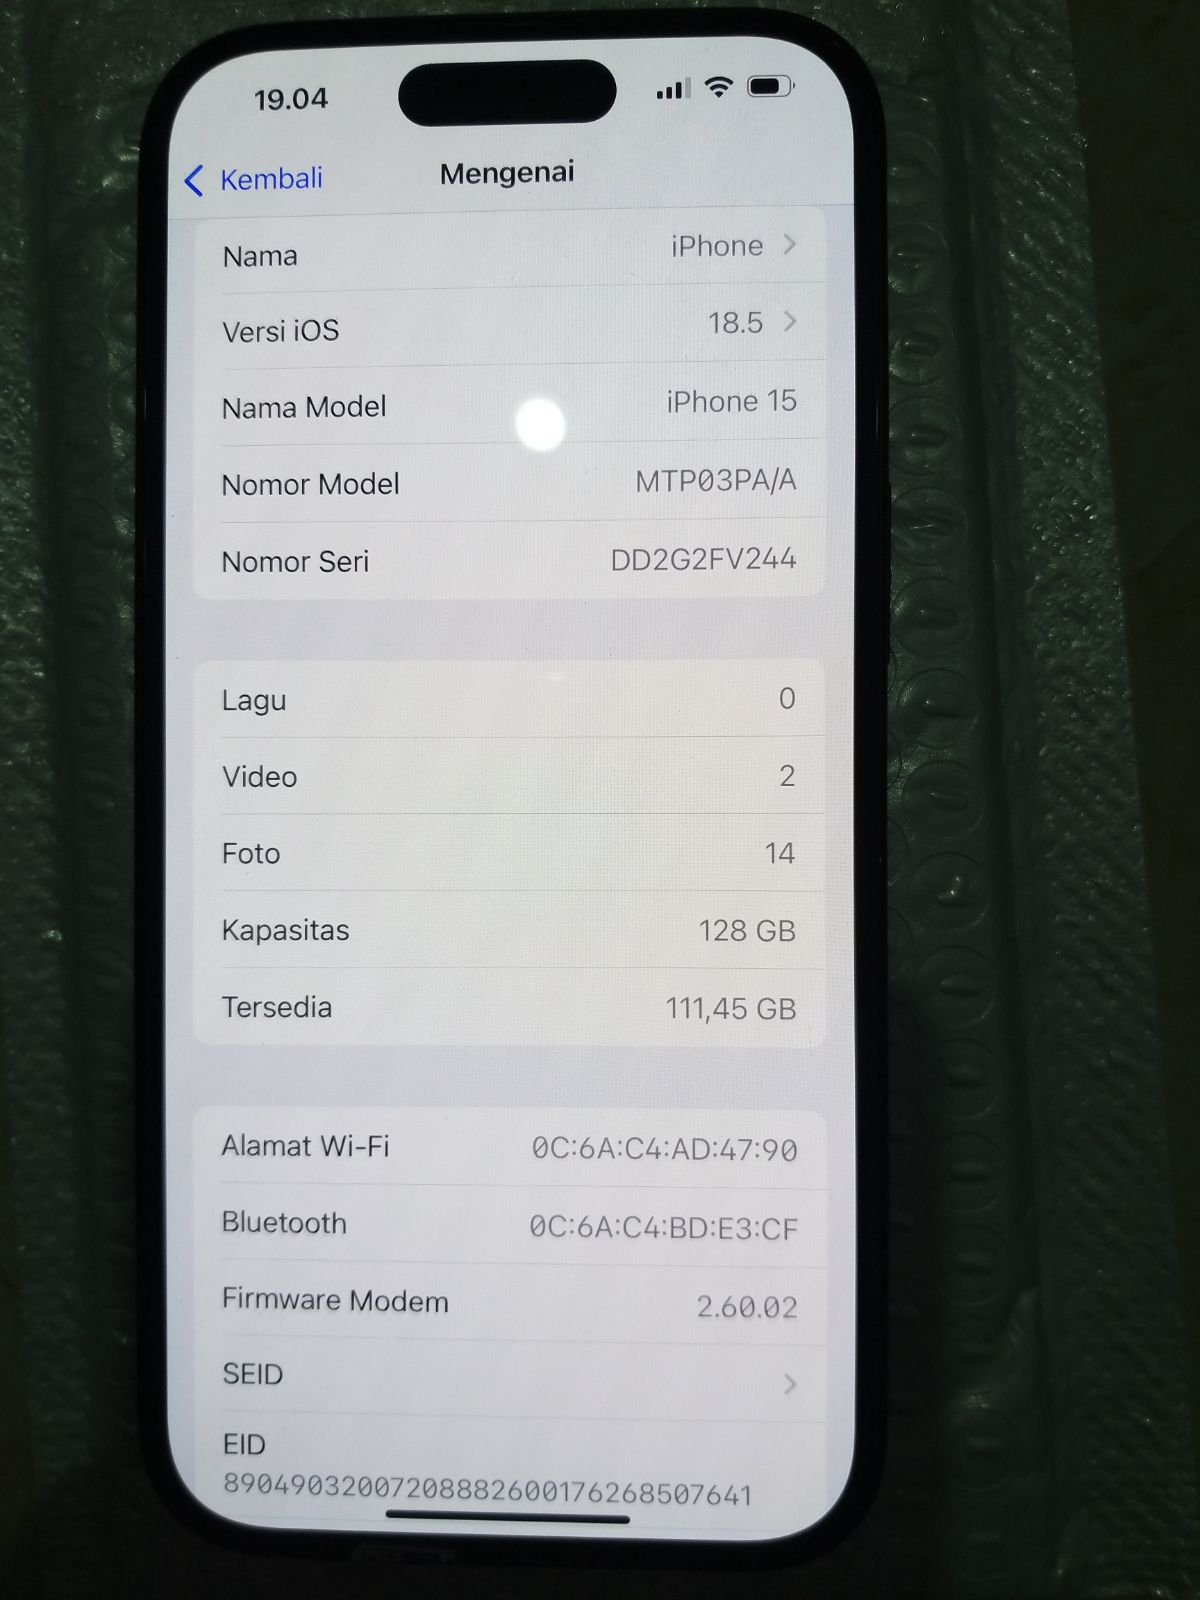 19.04
Kembali
Mengenai
Nama iPhone
Versi iOS 18.5
Nama Model iPhone 15
Nomor Model MTP03PA/A
Nomor Seri DD2G2FV244
Lagu 0
Video 2
Foto 14
Kapasitas 128 GB
Tersedia 111,45 GB
Alamat Wi-Fi 0C:6A:C4:AD:47:90
Bluetooth 0C:6A:C4:BD:E3:CF
Firmware Modem 2.60.02
SEID
EID
89049032007208882600176268507641